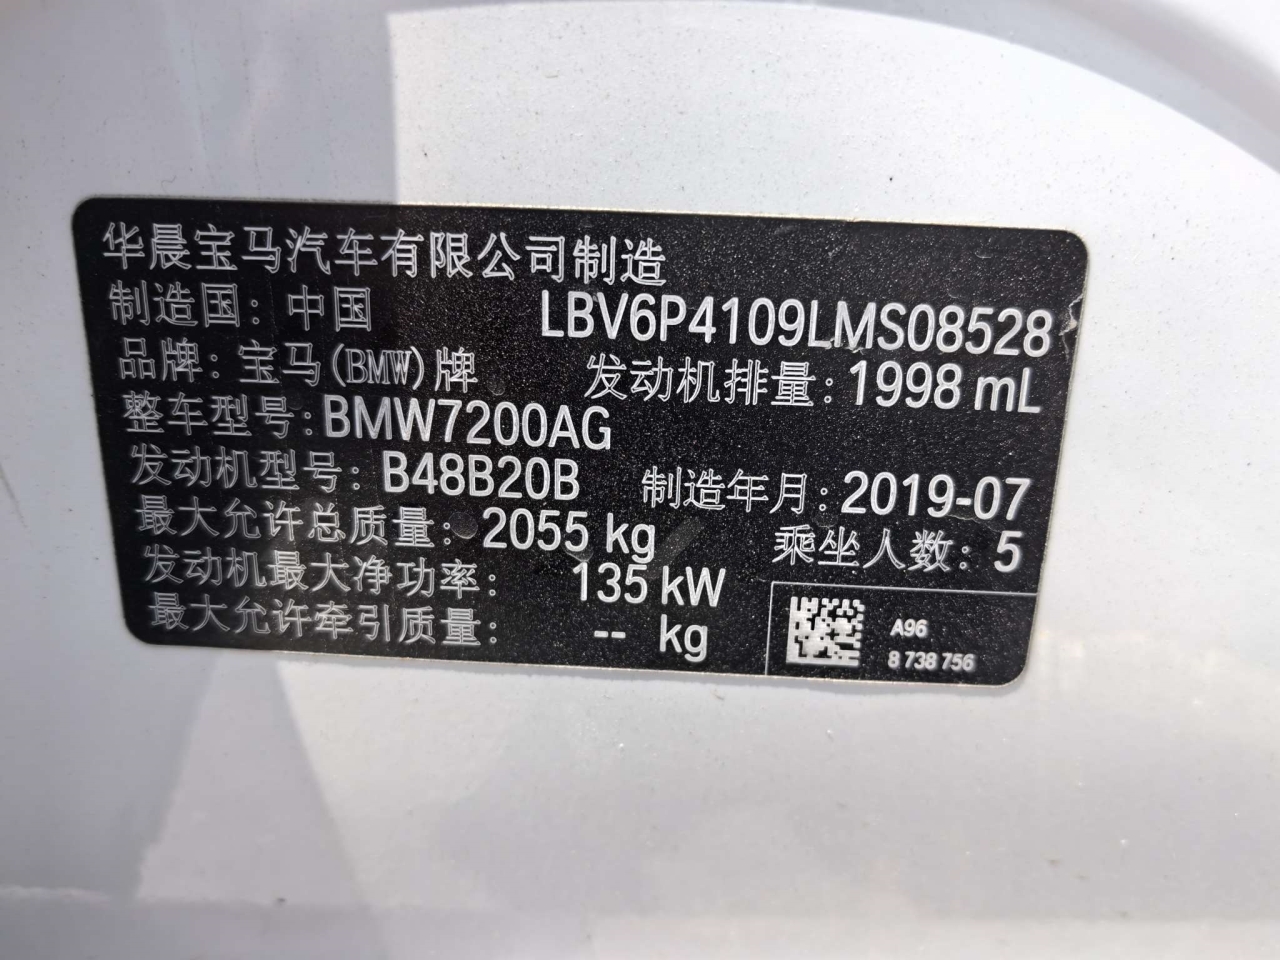 华晨宝马汽车有限公司制造
制造国: 中国 LBV6P4109LMS08528
品牌: 宝马(BMW)牌 发动机排量: 1998 mL
整车型号: BMW7200AG
发动机型号: B48B20B 制造年月: 2019-07
最大允许总质量: 2055 kg 乘坐人数: 5
发动机最大净功率: 135 kW
最大允许牵引质量: -- kg
A96
8 738 756